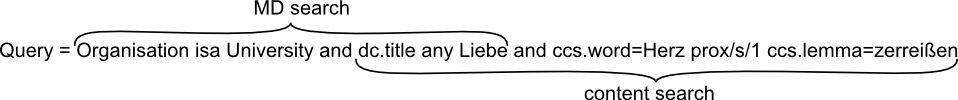 MD search
Query = Organisation isa University and dc.title any Liebe and ccs.word=Herz prox/s/1 ccs.lemma=zerreißen
content search